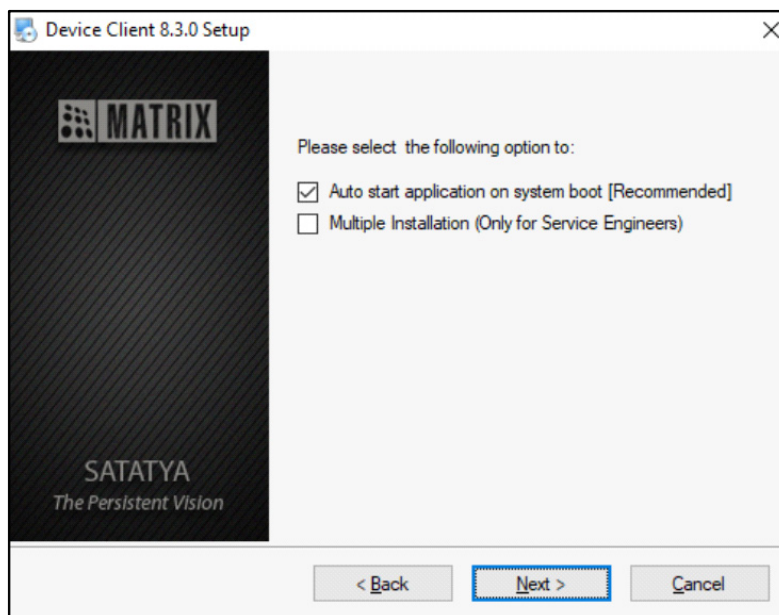 Device Client 8.3.0 Setup
MATRIX
Please select the following option to:
Auto start application on system boot [Recommended]
Multiple Installation (Only for Service Engineers)
SATATYA
The Persistent Vision
< Back
Next >
Cancel